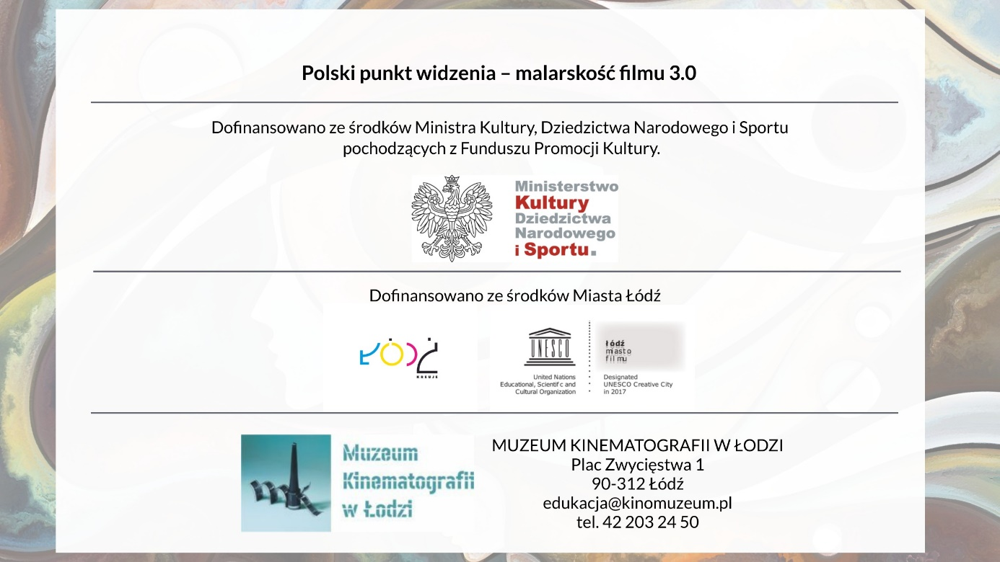 Polski punkt widzenia – malarskość filmu 3.0
Dofinansowano ze środków Ministra Kultury, Dziedzictwa Narodowego i Sportu
pochodzących z Funduszu Promocji Kultury.
Ministerstwo
Kultury
Dziedzictwa
Narodowego
i Sportu.
Dofinansowano ze środków Miasta Łódź
ŁÓDŹ
KREUJE
UNESCO
United Nations
Educational, Scientific and
Cultural Organization
łódź
miasto
filmu
Designated
UNESCO Creative City
in 2017
Muzeum
Kinematografii
w Łodzi
MUZEUM KINEMATOGRAFII W ŁODZI
Plac Zwycięstwa 1
90-312 Łódź
edukacja@kinomuzeum.pl
tel. 42 203 24 50